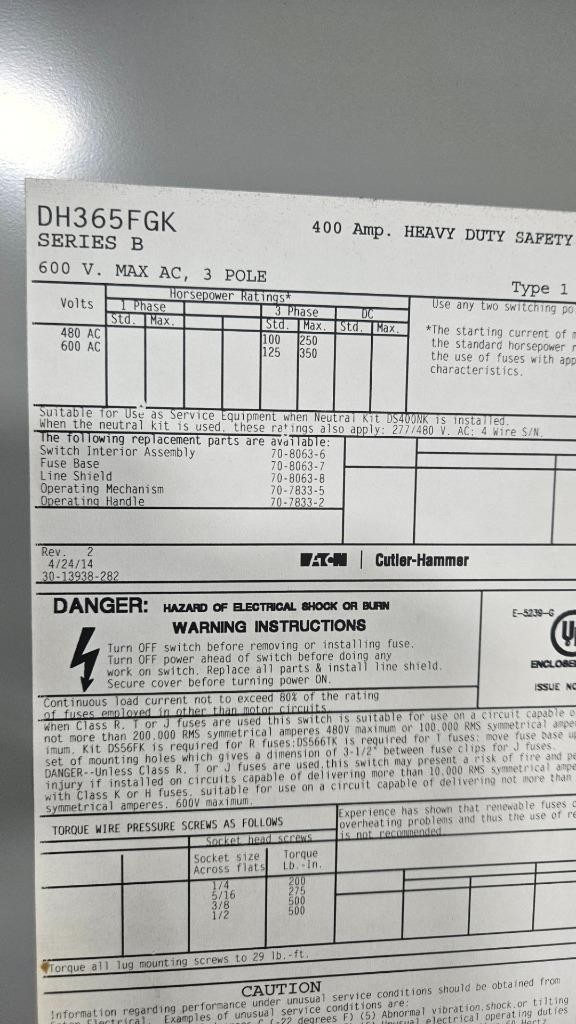 DH365FGK
SERIES B
400 Amp. HEAVY DUTY SAFETY
600 V. MAX AC, 3 POLE
Type 1
Horsepower Ratings*
Volts
1 Phase
3 Phase
DC
Std. Max. Std. Max. Std. Max.
480 AC 100 250
600 AC 125 350
Use any two switching
*The starting current of
the standard horsepower
the use of fuses with
characteristics.
Suitable for Use as Service Equipment when Neutral Kit DS400NK is installed.
When the neutral kit is used, these ratings also apply: 277/480 V. AC: 4 Wire S/N.
The following replacement parts are available:
Switch Interior Assembly 70-8063-6
Fuse Base 70-8063-7
Line Shield 70-8063-8
Operating Mechanism 70-7833-5
Operating Handle 70-7833-2
Rev. 2
4/24/14
30-13938-282
EATON | Cutler-Hammer
DANGER: HAZARD OF ELECTRICAL SHOCK OR BURN
WARNING INSTRUCTIONS
Turn OFF switch before removing or installing fuse.
Turn OFF power ahead of switch before doing any
work on switch. Replace all parts & install line shield.
Secure cover before turning power ON.
E-5239-G
ISSUE
Continuous load current not to exceed 80% of the rating
of fuses employed in other than motor circuits.
When Class R, T or J fuses are used this switch is suitable for use on a circuit capable
not more than 200,000 RMS symmetrical amperes 480V maximum or 100,000 RMS symmetrical
imum. Kit DS56FK is required for R fuses:DS66TK is required for T fuses: move fuse base
set of mounting holes which gives a dimension of 3-1/2" between fuse clips for J fuses.
DANGER--Unless Class R, T or J fuses are used,this switch may present a risk of fire and
injury if installed on circuits capable of delivering more than 10,000 RMS symmetrical
with Class K or H fuses, suitable for use on a circuit capable of delivering not more than
symmetrical amperes, 600V maximum.
TORQUE WIRE PRESSURE SCREWS AS FOLLOWS
Experience has shown that renewable fuses
overheating problems and thus the use of
is not recommended.
Socket head screws
Socket size Torque
Across flats Lb.-In.
1/4 200
5/16 275
3/8 500
1/2 500
Torque all lug mounting screws to 29 lb.-ft.
CAUTION
Information regarding performance under unusual service conditions should be obtained from
Electrical. Examples of unusual service conditions are:
(-22 degrees F) (5) Abnormal vibration,shock,or tilting
electrical operating duties
Hertz